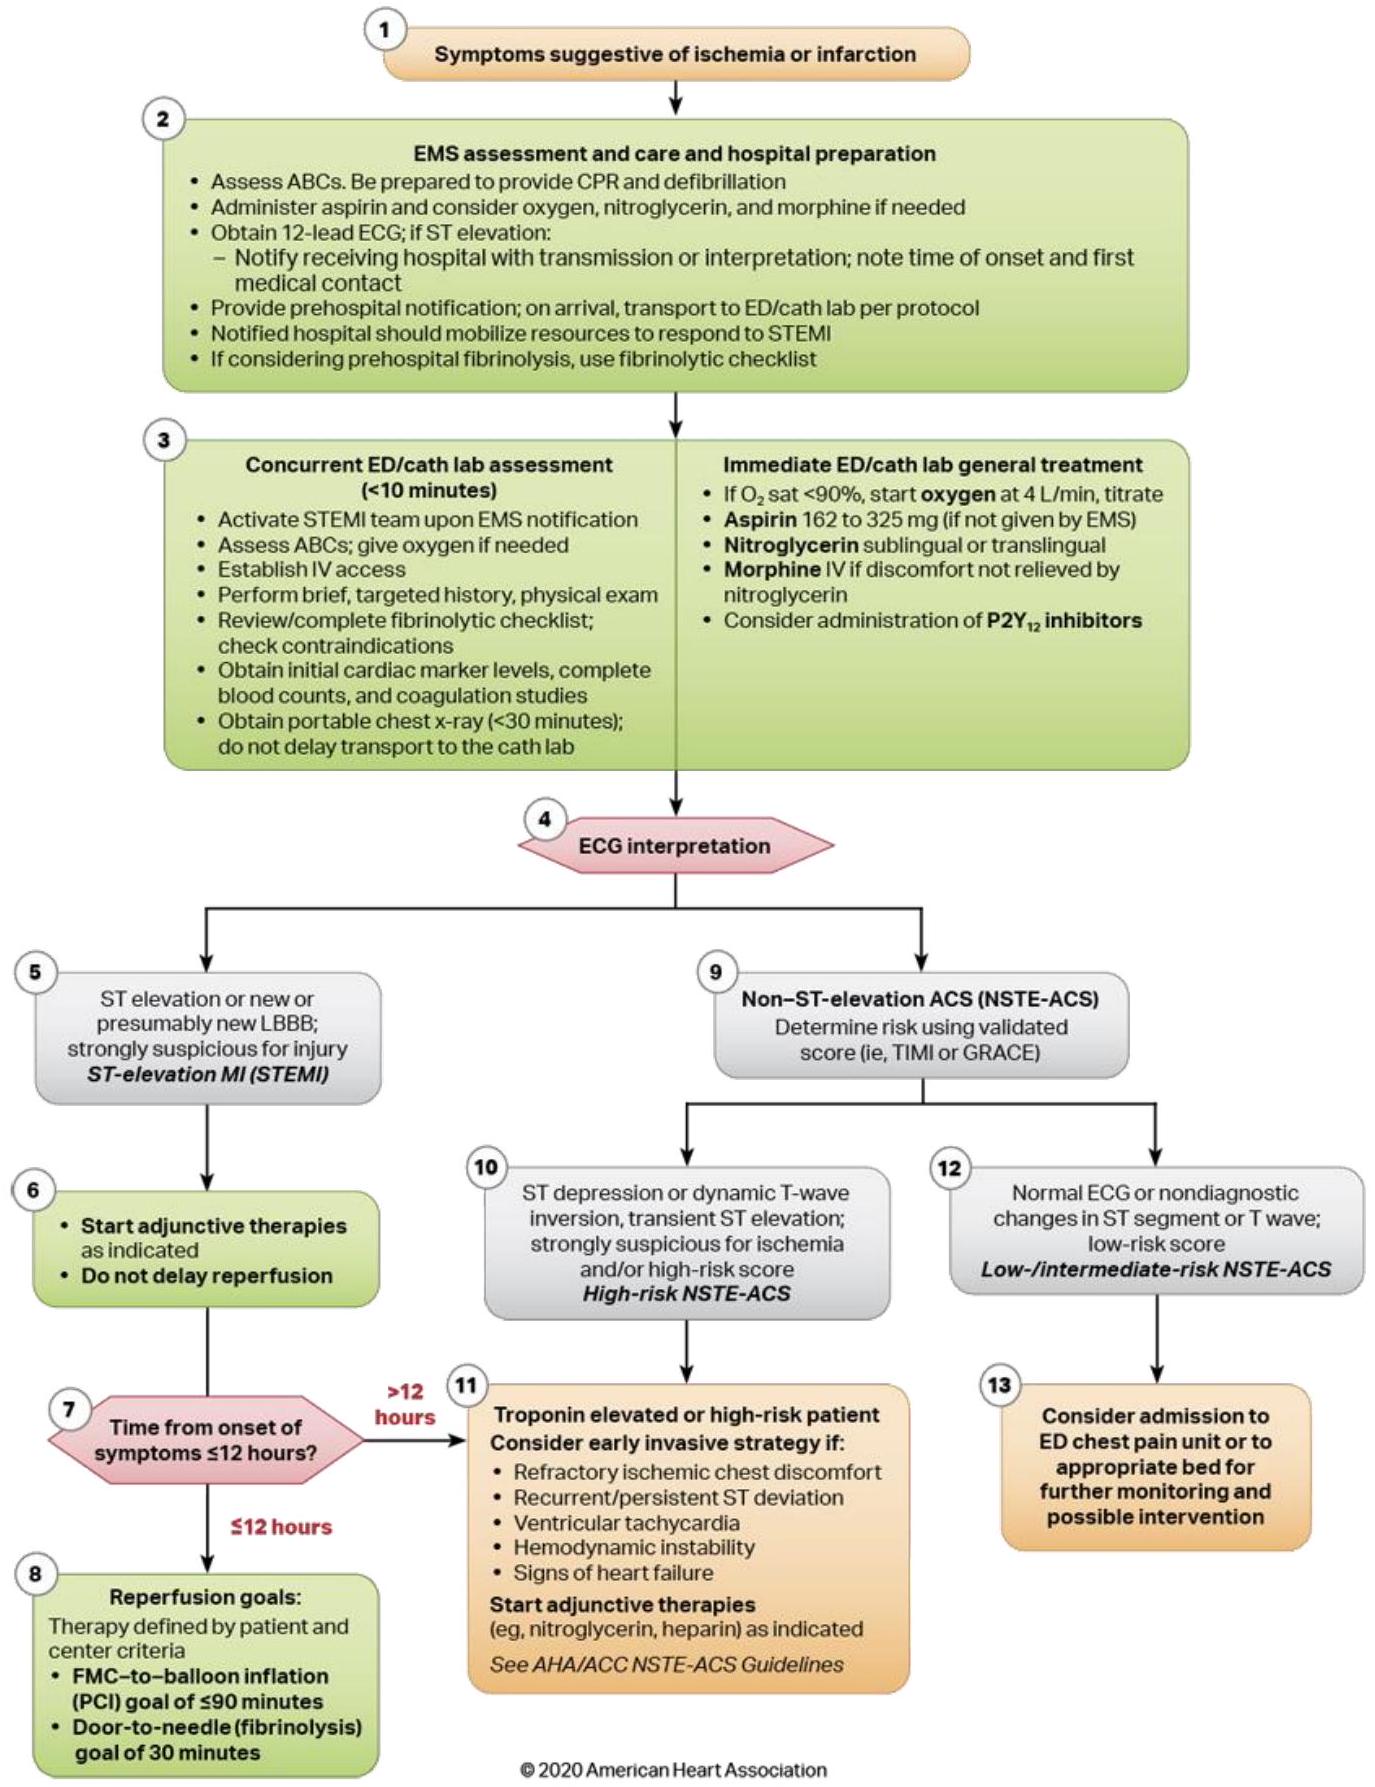 1
Symptoms suggestive of ischemia or infarction
2
EMS assessment and care and hospital preparation
• Assess ABCs. Be prepared to provide CPR and defibrillation
• Administer aspirin and consider oxygen, nitroglycerin, and morphine if needed
• Obtain 12-lead ECG; if ST elevation:
– Notify receiving hospital with transmission or interpretation; note time of onset and first
medical contact
• Provide prehospital notification; on arrival, transport to ED/cath lab per protocol
• Notified hospital should mobilize resources to respond to STEMI
• If considering prehospital fibrinolysis, use fibrinolytic checklist
3
Concurrent ED/cath lab assessment
(<10 minutes)
• Activate STEMI team upon EMS notification
• Assess ABCs; give oxygen if needed
• Establish IV access
• Perform brief, targeted history, physical exam
• Review/complete fibrinolytic checklist;
check contraindications
• Obtain initial cardiac marker levels, complete
blood counts, and coagulation studies
• Obtain portable chest x-ray (<30 minutes);
do not delay transport to the cath lab
Immediate ED/cath lab general treatment
• If O₂ sat <90%, start oxygen at 4 L/min, titrate
• Aspirin 162 to 325 mg (if not given by EMS)
• Nitroglycerin sublingual or translingual
• Morphine IV if discomfort not relieved by
nitroglycerin
• Consider administration of P2Y₁₂ inhibitors
4
ECG interpretation
5
ST elevation or new or
presumably new LBBB;
strongly suspicious for injury
ST-elevation MI (STEMI)
6
• Start adjunctive therapies
as indicated
• Do not delay reperfusion
7
Time from onset of
symptoms ≤12 hours?
>12
hours
≤12 hours
8
Reperfusion goals:
Therapy defined by patient and
center criteria
• FMC–to–balloon inflation
(PCI) goal of ≤90 minutes
• Door-to-needle (fibrinolysis)
goal of 30 minutes
9
Non–ST-elevation ACS (NSTE-ACS)
Determine risk using validated
score (ie, TIMI or GRACE)
10
ST depression or dynamic T-wave
inversion, transient ST elevation;
strongly suspicious for ischemia
and/or high-risk score
High-risk NSTE-ACS
11
Troponin elevated or high-risk patient
Consider early invasive strategy if:
• Refractory ischemic chest discomfort
• Recurrent/persistent ST deviation
• Ventricular tachycardia
• Hemodynamic instability
• Signs of heart failure
Start adjunctive therapies
(eg, nitroglycerin, heparin) as indicated
See AHA/ACC NSTE-ACS Guidelines
12
Normal ECG or nondiagnostic
changes in ST segment or T wave;
low-risk score
Low-/intermediate-risk NSTE-ACS
13
Consider admission to
ED chest pain unit or to
appropriate bed for
further monitoring and
possible intervention
© 2020 American Heart Association